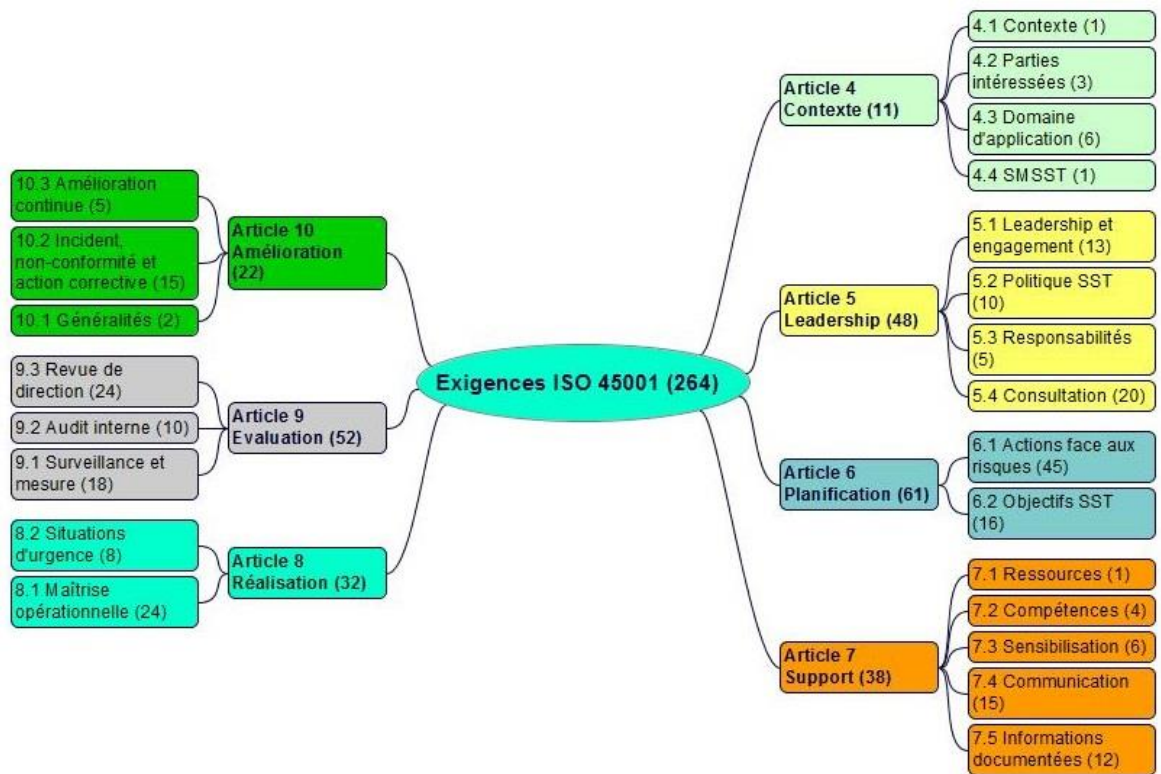 Exigences ISO 45001 (264)
Article 4
Contexte (11)
4.1 Contexte (1)
4.2 Parties
intéressées (3)
4.3 Domaine
d'application (6)
4.4 SMSST (1)
Article 5
Leadership (48)
5.1 Leadership et
engagement (13)
5.2 Politique SST
(10)
5.3 Responsabilités
(5)
5.4 Consultation (20)
Article 6
Planification (61)
6.1 Actions face aux
risques (45)
6.2 Objectifs SST
(16)
Article 7
Support (38)
7.1 Ressources (1)
7.2 Compétences (4)
7.3 Sensibilisation (6)
7.4 Communication
(15)
7.5 Informations
documentées (12)
Article 8
Réalisation (32)
8.2 Situations
d'urgence (8)
8.1 Maîtrise
opérationnelle (24)
Article 9
Evaluation (52)
9.3 Revue de
direction (24)
9.2 Audit interne (10)
9.1 Surveillance et
mesure (18)
Article 10
Amélioration
(22)
10.3 Amélioration
continue (5)
10.2 Incident,
non-conformité et
action corrective (15)
10.1 Généralités (2)